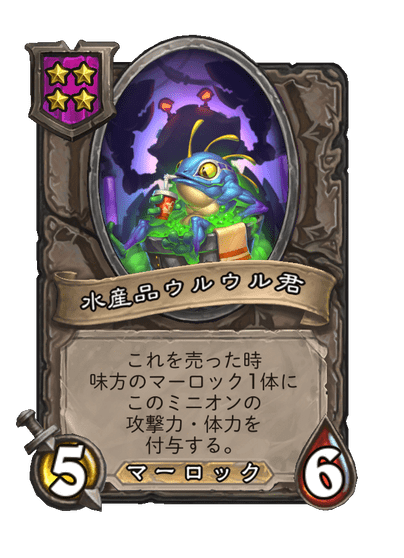 水産品ウルウル君
これを売った時
味方のマーロック1体に
このミニオンの
攻撃力・体力を
付与する。
5
マーロック
6